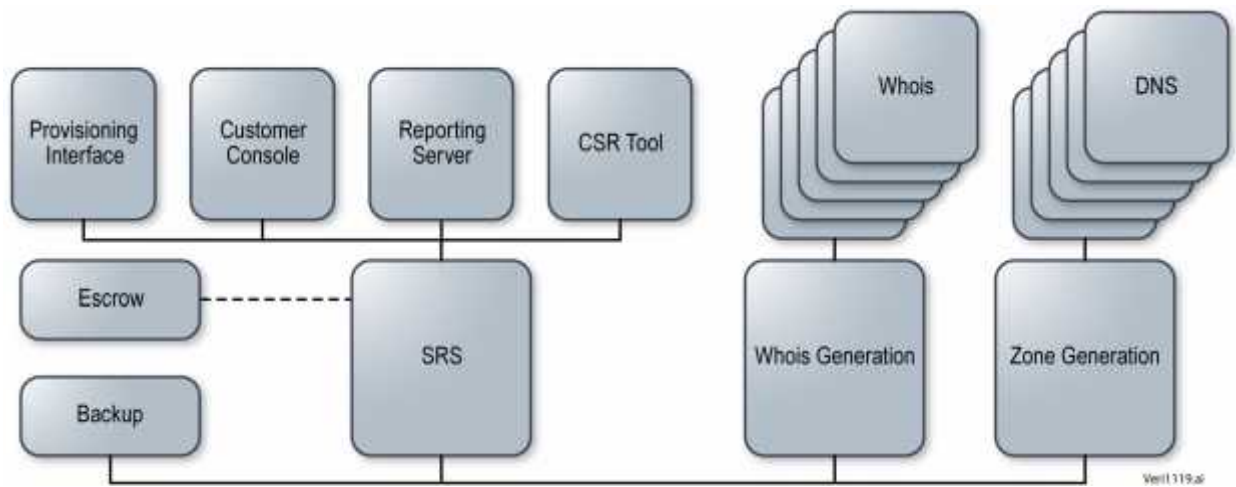 Provisioning
Interface
Customer
Console
Reporting
Server
CSR Tool
Whois
DNS
Escrow
SRS
Whois Generation
Zone Generation
Backup
Veri1119.ai